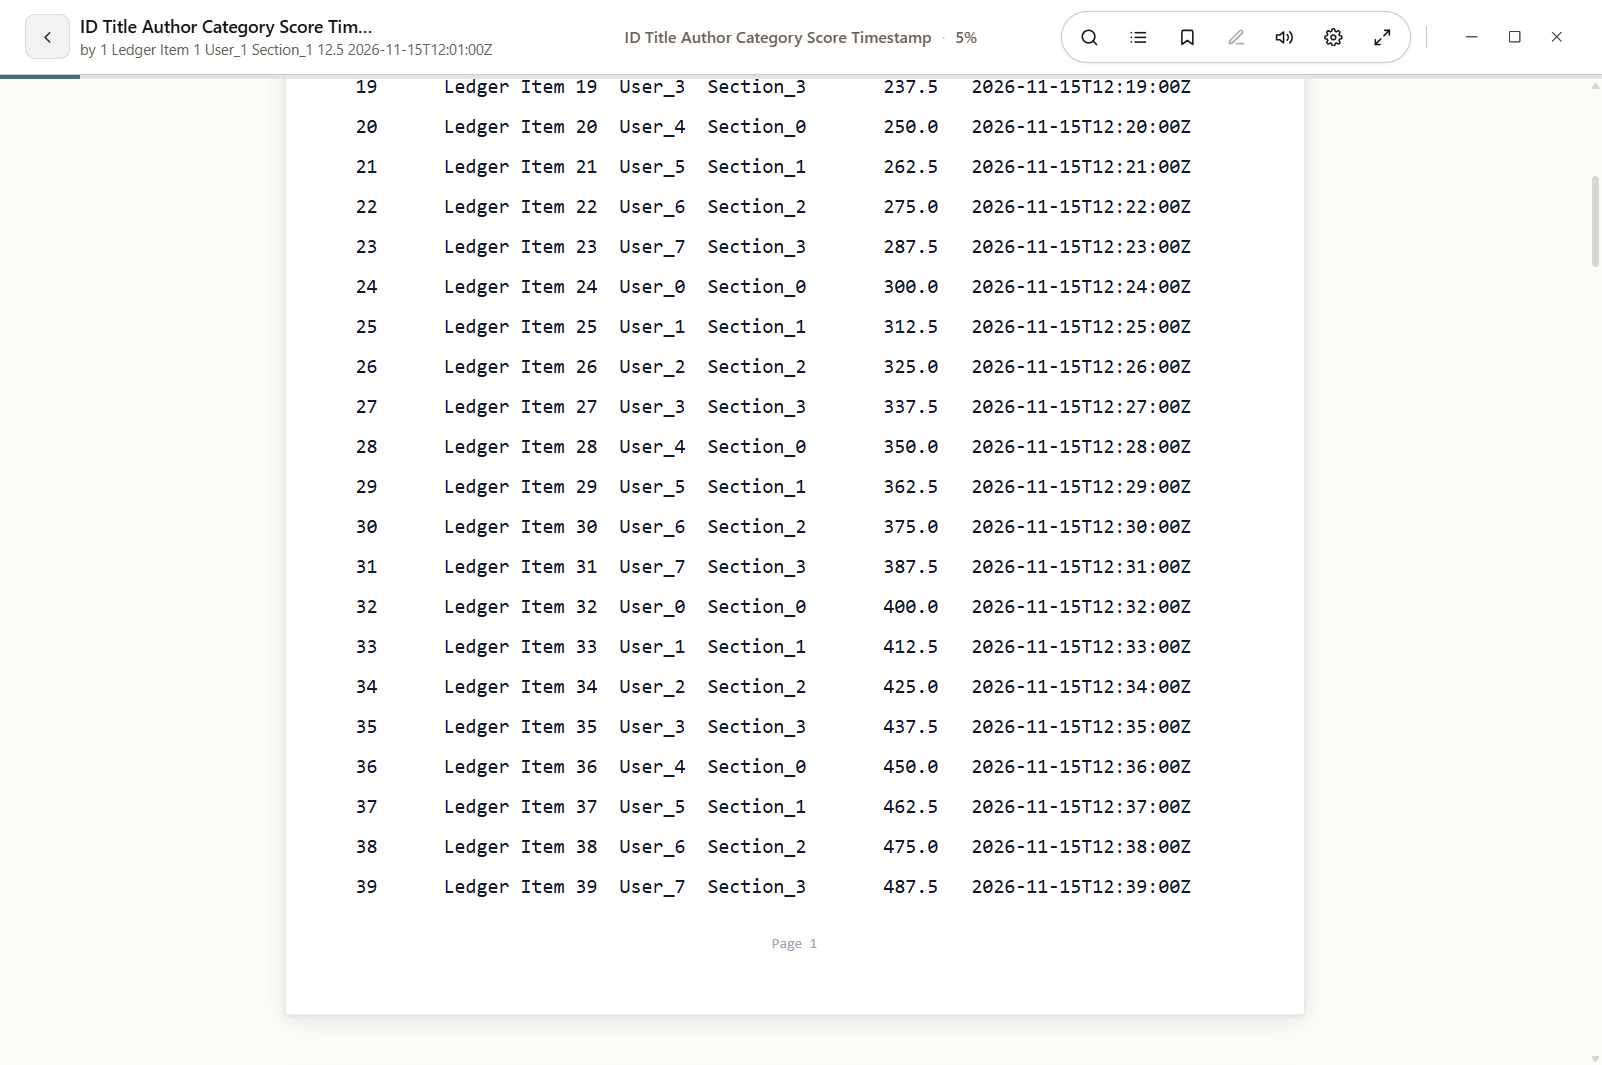 ID Title Author Category Score Tim...
by 1 Ledger Item 1 User_1 Section_1 12.5 2026-11-15T12:01:00Z
ID Title Author Category Score Timestamp · 5%
19 Ledger Item 19 User_3 Section_3 237.5 2026-11-15T12:19:00Z
20 Ledger Item 20 User_4 Section_0 250.0 2026-11-15T12:20:00Z
21 Ledger Item 21 User_5 Section_1 262.5 2026-11-15T12:21:00Z
22 Ledger Item 22 User_6 Section_2 275.0 2026-11-15T12:22:00Z
23 Ledger Item 23 User_7 Section_3 287.5 2026-11-15T12:23:00Z
24 Ledger Item 24 User_0 Section_0 300.0 2026-11-15T12:24:00Z
25 Ledger Item 25 User_1 Section_1 312.5 2026-11-15T12:25:00Z
26 Ledger Item 26 User_2 Section_2 325.0 2026-11-15T12:26:00Z
27 Ledger Item 27 User_3 Section_3 337.5 2026-11-15T12:27:00Z
28 Ledger Item 28 User_4 Section_0 350.0 2026-11-15T12:28:00Z
29 Ledger Item 29 User_5 Section_1 362.5 2026-11-15T12:29:00Z
30 Ledger Item 30 User_6 Section_2 375.0 2026-11-15T12:30:00Z
31 Ledger Item 31 User_7 Section_3 387.5 2026-11-15T12:31:00Z
32 Ledger Item 32 User_0 Section_0 400.0 2026-11-15T12:32:00Z
33 Ledger Item 33 User_1 Section_1 412.5 2026-11-15T12:33:00Z
34 Ledger Item 34 User_2 Section_2 425.0 2026-11-15T12:34:00Z
35 Ledger Item 35 User_3 Section_3 437.5 2026-11-15T12:35:00Z
36 Ledger Item 36 User_4 Section_0 450.0 2026-11-15T12:36:00Z
37 Ledger Item 37 User_5 Section_1 462.5 2026-11-15T12:37:00Z
38 Ledger Item 38 User_6 Section_2 475.0 2026-11-15T12:38:00Z
39 Ledger Item 39 User_7 Section_3 487.5 2026-11-15T12:39:00Z
Page 1